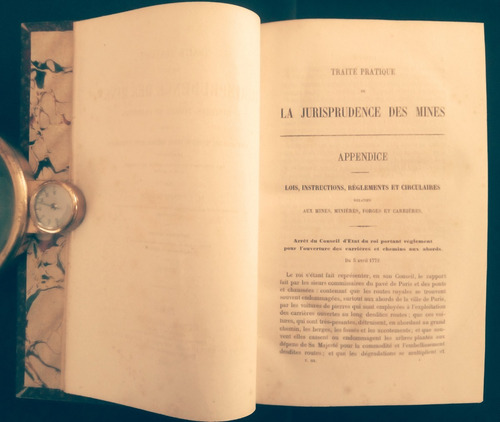 TRAITÉ PRATIQUE
DE
LA JURISPRUDENCE DES MINES
APPENDICE
LOIS, INSTRUCTIONS, RÈGLEMENTS ET CIRCULAIRES
RELATIFS
AUX MINES, MINIÈRES, FORGES ET CARRIÈRES.
Arrêt du Conseil d'État du roi portant règlement
pour l'ouverture des carrières et chemins aux abords.
Du 5 avril 1772
Le roi s'étant fait représenter, en son Conseil, le rapport
fait par les sieurs commissaires du pavé de Paris et des ponts
et chaussées: contenant que les routes royales se trouvent
souvent endommagées, surtout aux abords de la ville de Paris,
par les voitures de pierres qui sont employées à l'exploitation
des carrières ouvertes au long desdites routes; que ces voi-
tures, qui sont très-pesantes, détruisent, en abordant au grand
chemin, les berges, les fossés et les accotements, et que sou-
vent elles cassent ou endommagent les arbres plantés aux
dépens de Sa Majesté pour la commodité et l'embellissement
desdites routes; et que les dégradations se multiplient et